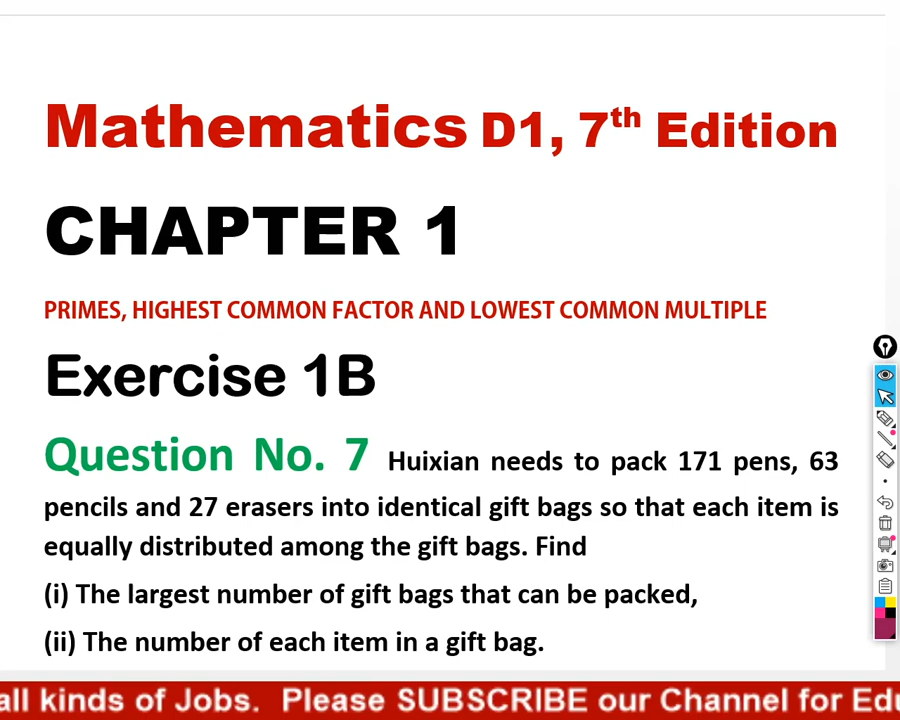 Mathematics D1, 7th Edition
CHAPTER 1
PRIMES, HIGHEST COMMON FACTOR AND LOWEST COMMON MULTIPLE
Exercise 1B
Question No. 7 Huixian needs to pack 171 pens, 63
pencils and 27 erasers into identical gift bags so that each item is
equally distributed among the gift bags. Find
(i) The largest number of gift bags that can be packed,
(ii) The number of each item in a gift bag.
all kinds of Jobs. Please SUBSCRIBE our Channel for Edu